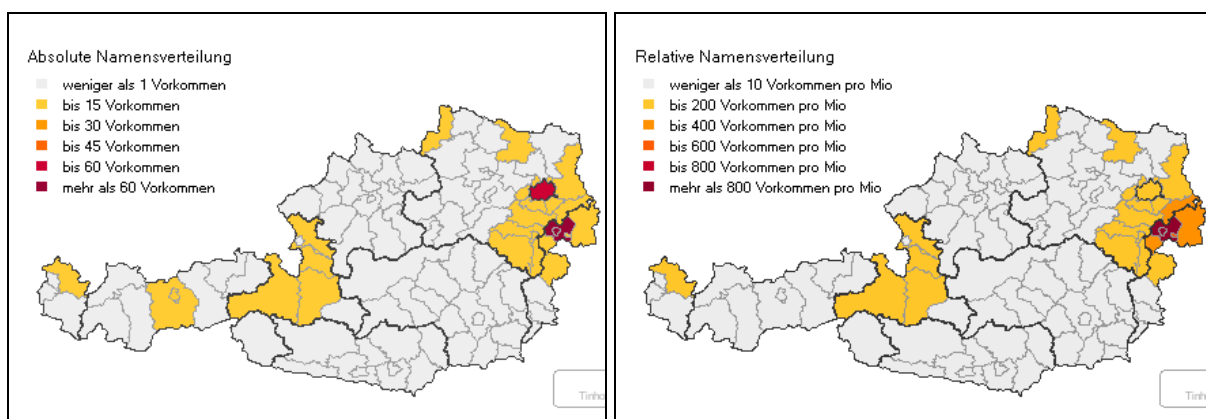 Absolute Namensverteilung
weniger als 1 Vorkommen
bis 15 Vorkommen
bis 30 Vorkommen
bis 45 Vorkommen
bis 60 Vorkommen
mehr als 60 Vorkommen
Tinho
Relative Namensverteilung
weniger als 10 Vorkommen pro Mio
bis 200 Vorkommen pro Mio
bis 400 Vorkommen pro Mio
bis 600 Vorkommen pro Mio
bis 800 Vorkommen pro Mio
mehr als 800 Vorkommen pro Mio
Tinh